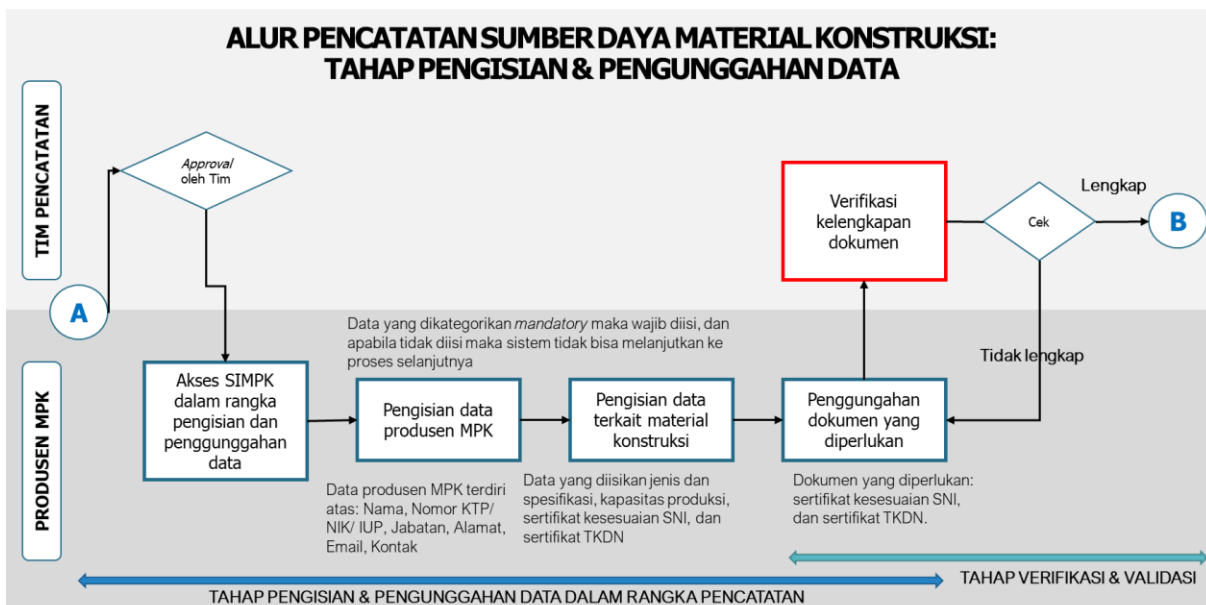 ALUR PENCATATAN SUMBER DAYA MATERIAL KONSTRUKSI:
TAHAP PENGISIAN & PENGUNGGAHAN DATA
TIM PENCATATAN
Approval
oleh Tim
Verifikasi
kelengkapan
dokumen
Cek
Lengkap
B
A
Tidak lengkap
PRODUSEN MPK
Data yang dikategorikan mandatory maka wajib diisi, dan
apabila tidak diisi maka sistem tidak bisa melanjutkan ke
proses selanjutnya
Akses SIMPK
dalam rangka
pengisian dan
penggunggahan
data
Pengisian data
produsen MPK
Pengisian data
terkait material
konstruksi
Penggungahan
dokumen yang
diperlukan
Data produsen MPK terdiri
atas: Nama, Nomor KTP/
NIK/ IUP, Jabatan, Alamat,
Email, Kontak
Data yang diisikan jenis dan
spesifikasi, kapasitas produksi,
sertifikat kesesuaian SNI, dan
sertifikat TKDN
Dokumen yang diperlukan:
sertifikat kesesuaian SNI,
dan sertifikat TKDN.
TAHAP VERIFIKASI & VALIDASI
TAHAP PENGISIAN & PENGUNGGAHAN DATA DALAM RANGKA PENCATATAN